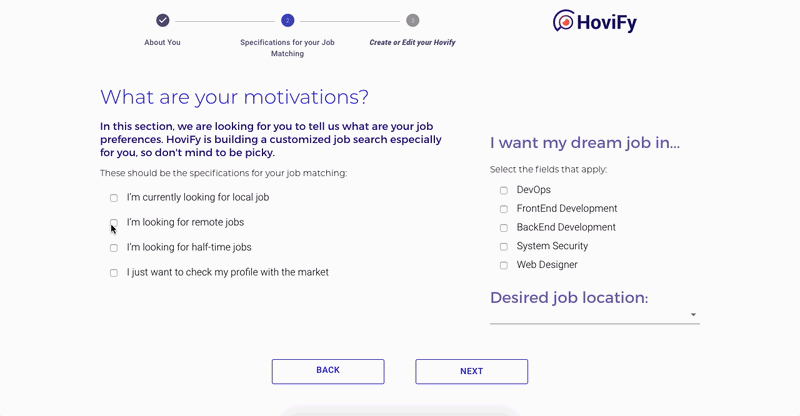 2
3
About You
Specifications for your Job
Matching
Create or Edit your Hovify
HoviFy
What are your motivations?
In this section, we are looking for you to tell us what are your job
preferences. HoviFy is building a customized job search especially
for you, so don't mind to be picky.
These should be the specifications for your job matching:
I'm currently looking for local job
I'm looking for remote jobs
I'm looking for half-time jobs
I just want to check my profile with the market
I want my dream job in...
Select the fields that apply:
DevOps
FrontEnd Development
BackEnd Development
System Security
Web Designer
Desired job location:
BACK
NEXT